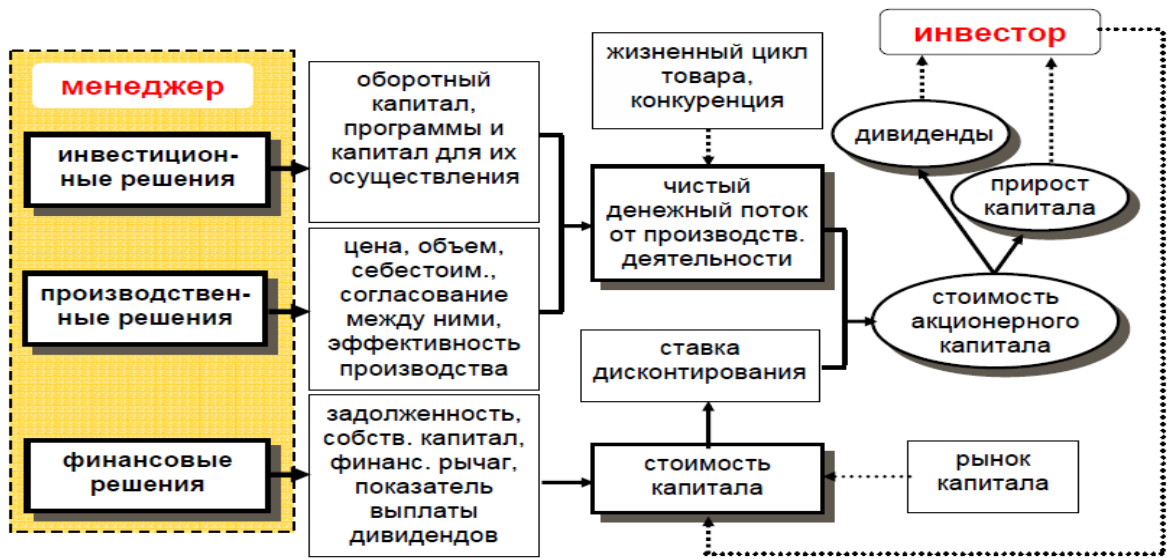 менеджер
инвестицион-
ные решения
производствен-
ные решения
финансовые
решения
оборотный
капитал,
программы и
капитал для их
осуществления
цена, объем,
себестоим.,
согласование
между ними,
эффективность
производства
задолженность,
собств. капитал,
финанс. рычаг,
показатель
выплаты
дивидендов
жизненный цикл
товара,
конкуренция
чистый
денежный поток
от производств.
деятельности
ставка
дисконтирования
стоимость
капитала
инвестор
дивиденды
прирост
капитала
стоимость
акционерного
капитала
рынок
капитала